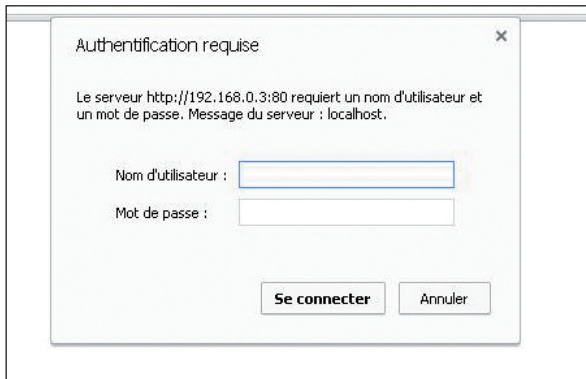 Authentification requise
Le serveur http://192.168.0.3:80 requiert un nom d'utilisateur et
un mot de passe. Message du serveur : localhost.
Nom d'utilisateur :
Mot de passe :
Se connecter Annuler